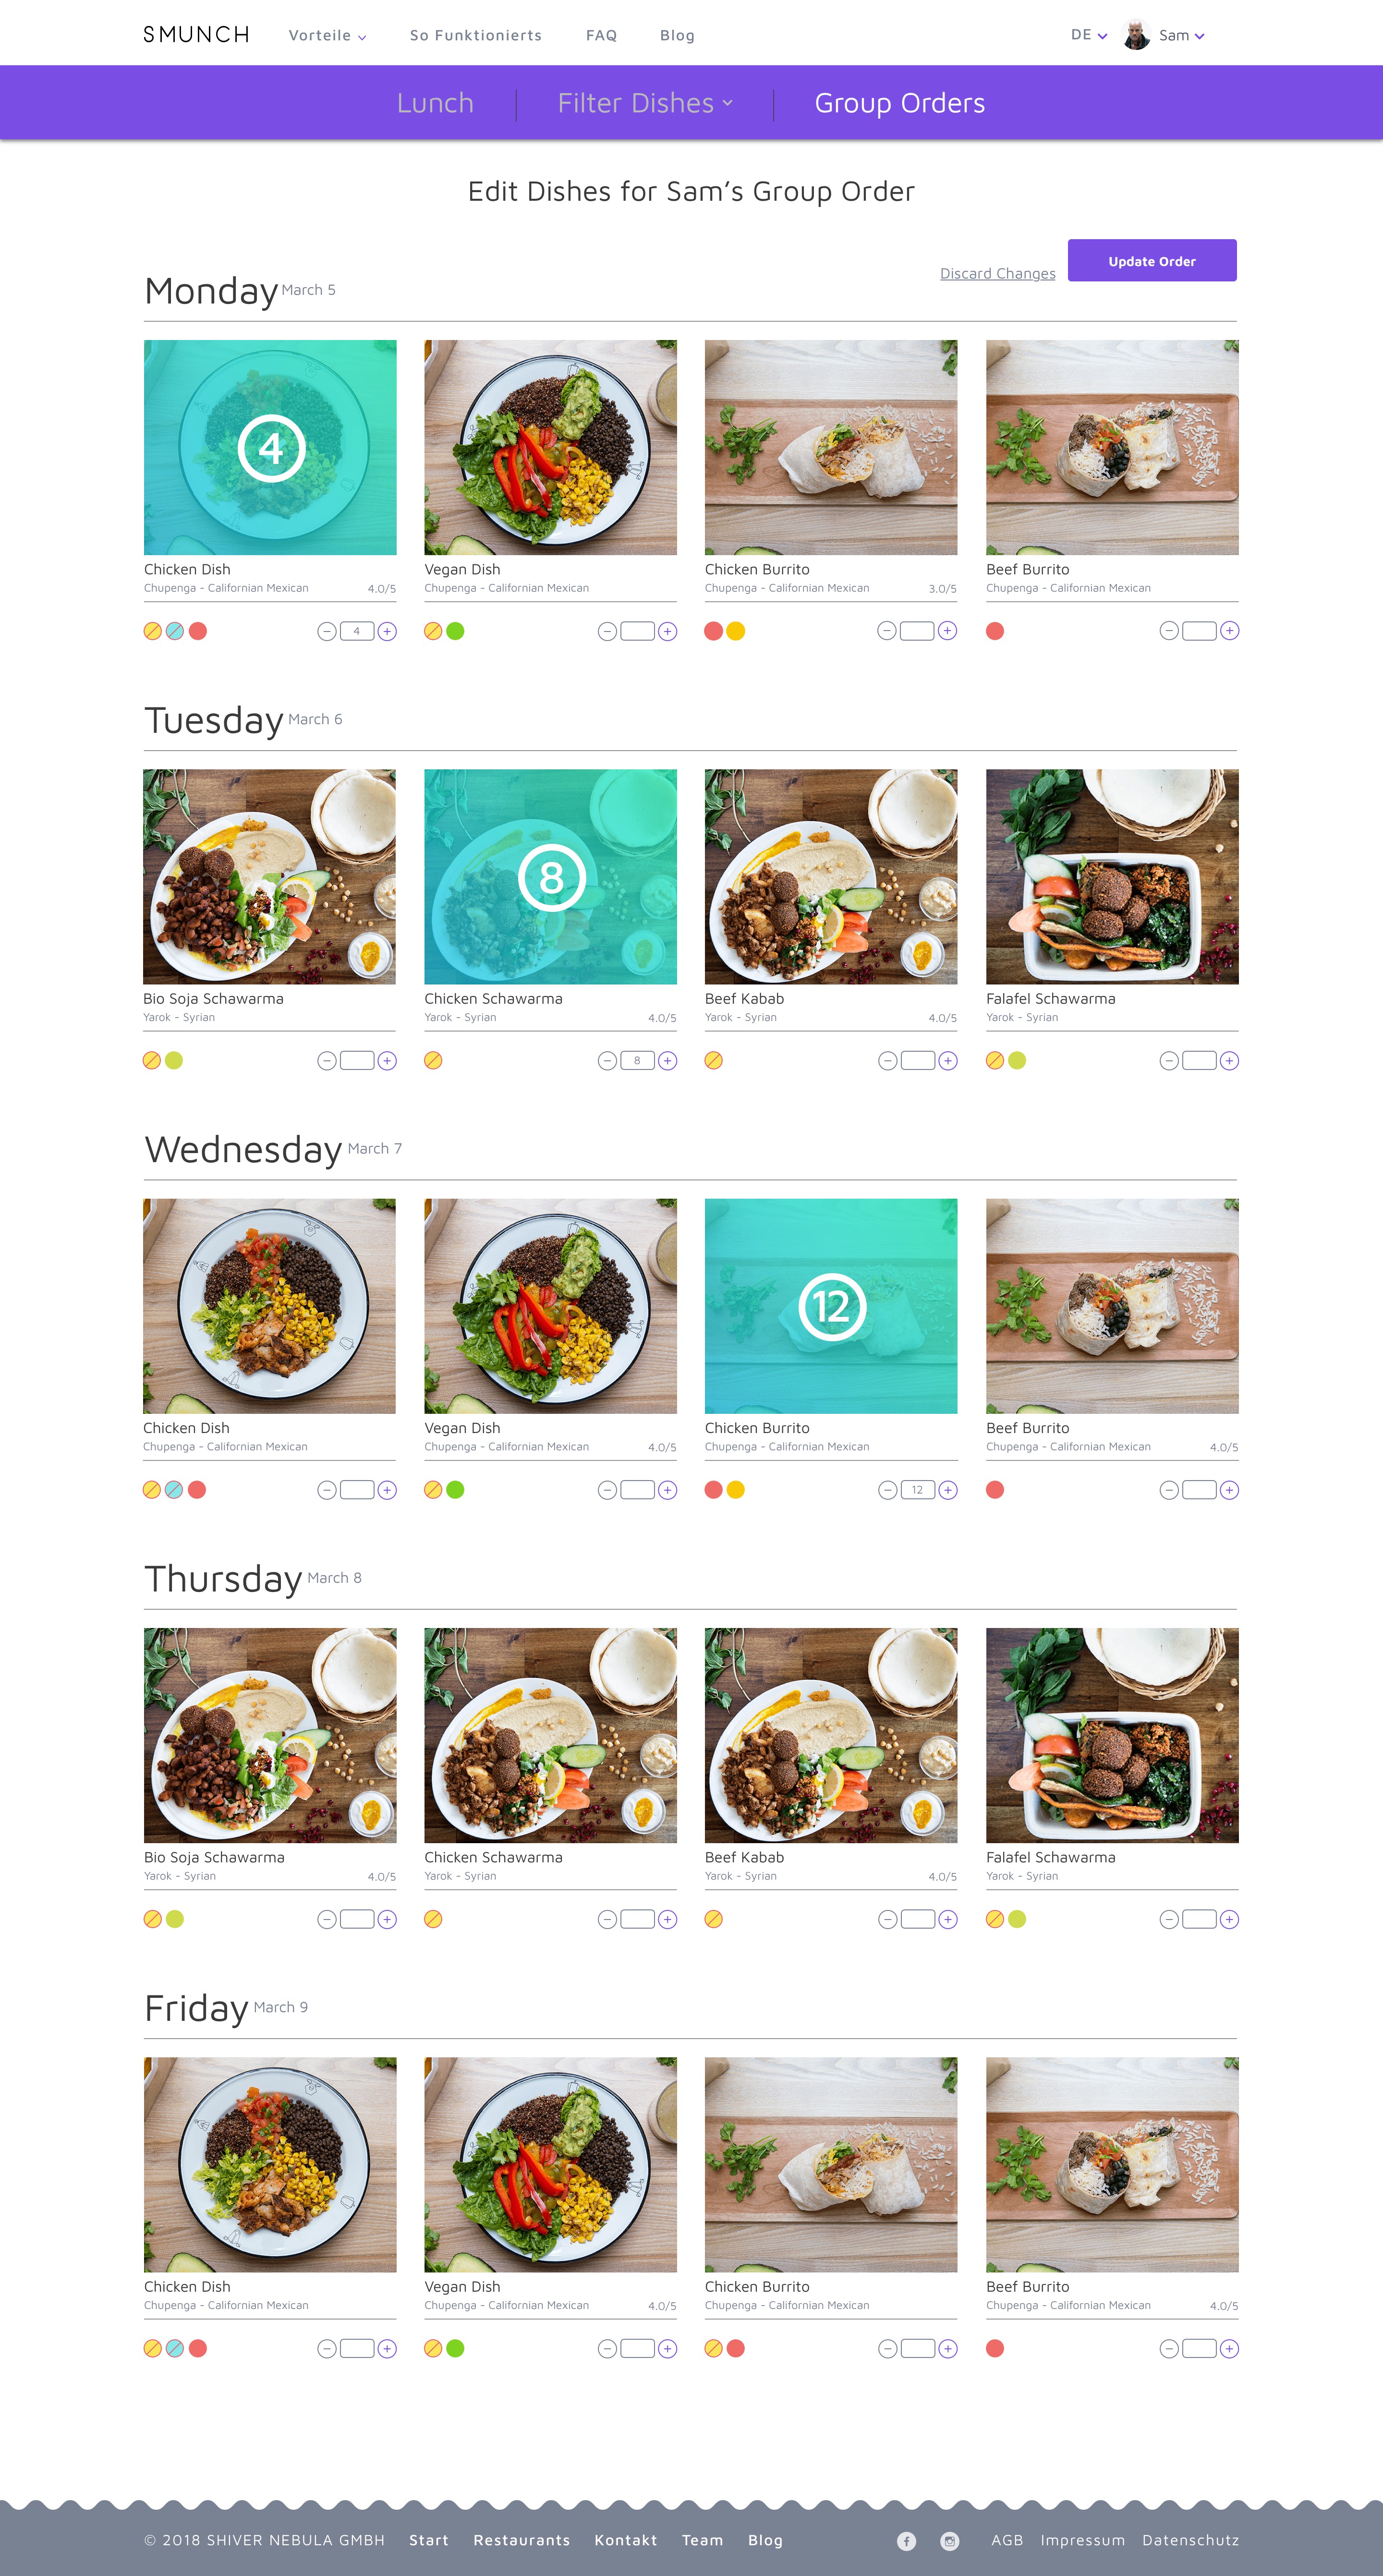 SMUNCH Vorteile So Funktionierts FAQ Blog DE Sam
Lunch Filter Dishes Group Orders
Edit Dishes for Sam’s Group Order
Discard Changes Update Order
Monday March 5
4
Chicken Dish Vegan Dish Chicken Burrito Beef Burrito
Chupenga - Californian Mexican 4.0/5 Chupenga - Californian Mexican Chupenga - Californian Mexican 3.0/5 Chupenga - Californian Mexican
4
Tuesday March 6
8
Bio Soja Schawarma Chicken Schawarma Beef Kabab Falafel Schawarma
Yarok - Syrian Yarok - Syrian 4.0/5 Yarok - Syrian 4.0/5 Yarok - Syrian
8
Wednesday March 7
12
Chicken Dish Vegan Dish Chicken Burrito Beef Burrito
Chupenga - Californian Mexican Chupenga - Californian Mexican 4.0/5 Chupenga - Californian Mexican Chupenga - Californian Mexican 4.0/5
12
Thursday March 8
Bio Soja Schawarma Chicken Schawarma Beef Kabab Falafel Schawarma
Yarok - Syrian 4.0/5 Yarok - Syrian Yarok - Syrian 4.0/5 Yarok - Syrian
Friday March 9
Chicken Dish Vegan Dish Chicken Burrito Beef Burrito
Chupenga - Californian Mexican Chupenga - Californian Mexican 4.0/5 Chupenga - Californian Mexican Chupenga - Californian Mexican 4.0/5
© 2018 SHIVER NEBULA GMBH Start Restaurants Kontakt Team Blog AGB Impressum Datenschutz